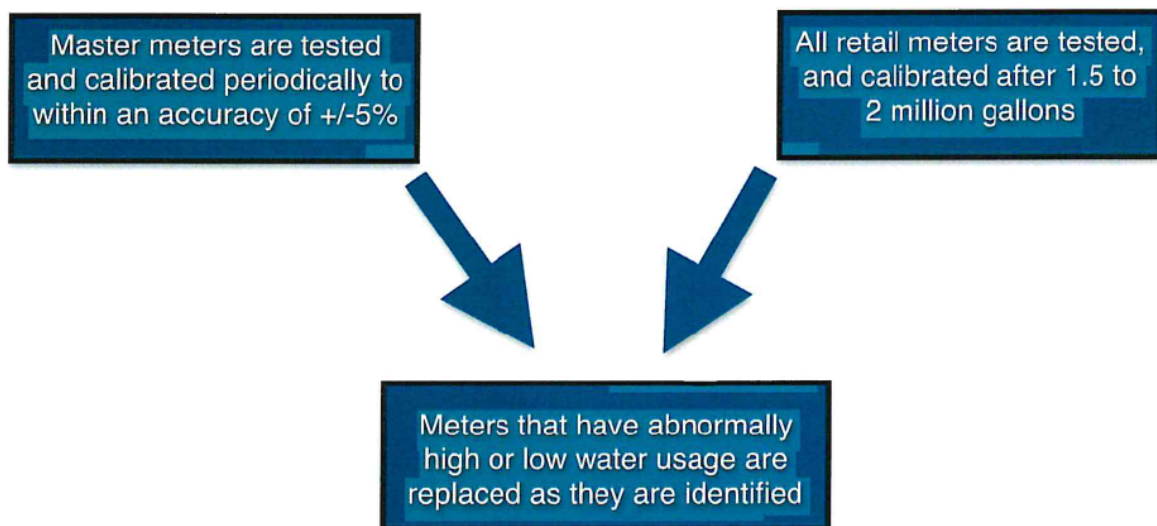 Master meters are tested
and calibrated periodically to
within an accuracy of +/-5%
All retail meters are tested,
and calibrated after 1.5 to
2 million gallons
Meters that have abnormally
high or low water usage are
replaced as they are identified